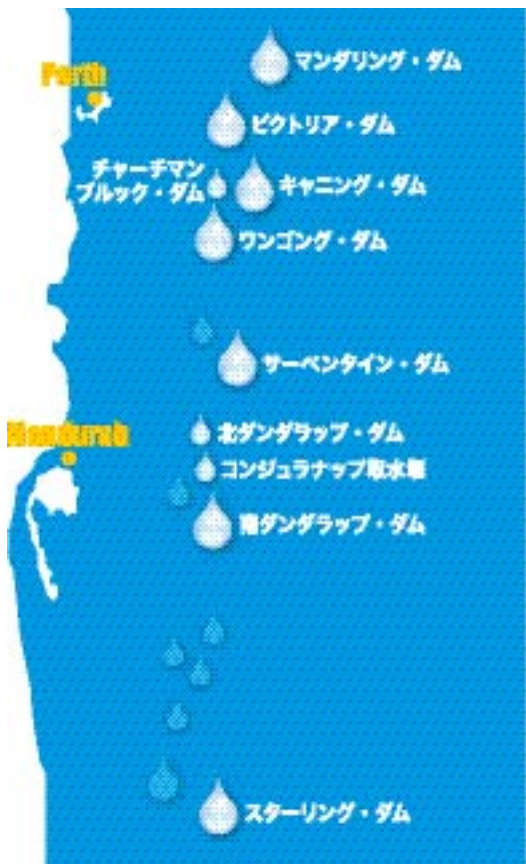 Perth
マンダリング・ダム
ビクトリア・ダム
チャーチマン
ブルック・ダム
キャニング・ダム
ワンゴング・ダム
サーペンタイン・ダム
Mandurah
北ダンダラップ・ダム
コンジュラナップ取水堰
南ダンダラップ・ダム
スターリング・ダム